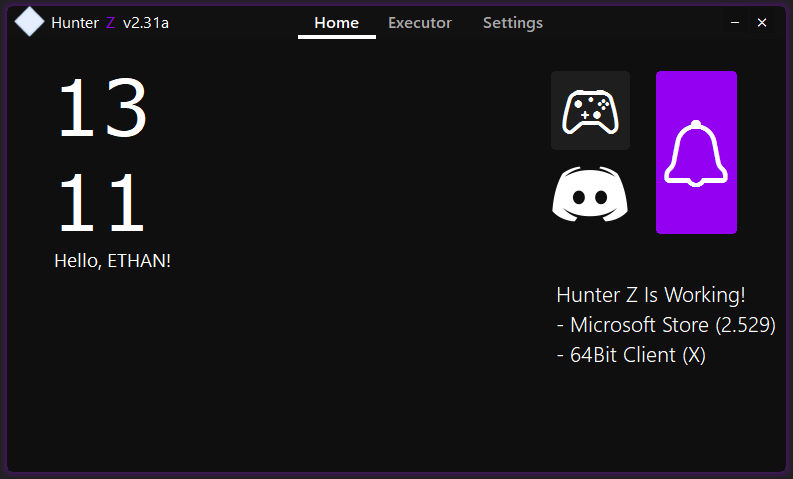 Hunter Z v2.31a
Home Executor Settings
13
11
Hello, ETHAN!
Hunter Z Is Working!
- Microsoft Store (2.529)
- 64Bit Client (X)